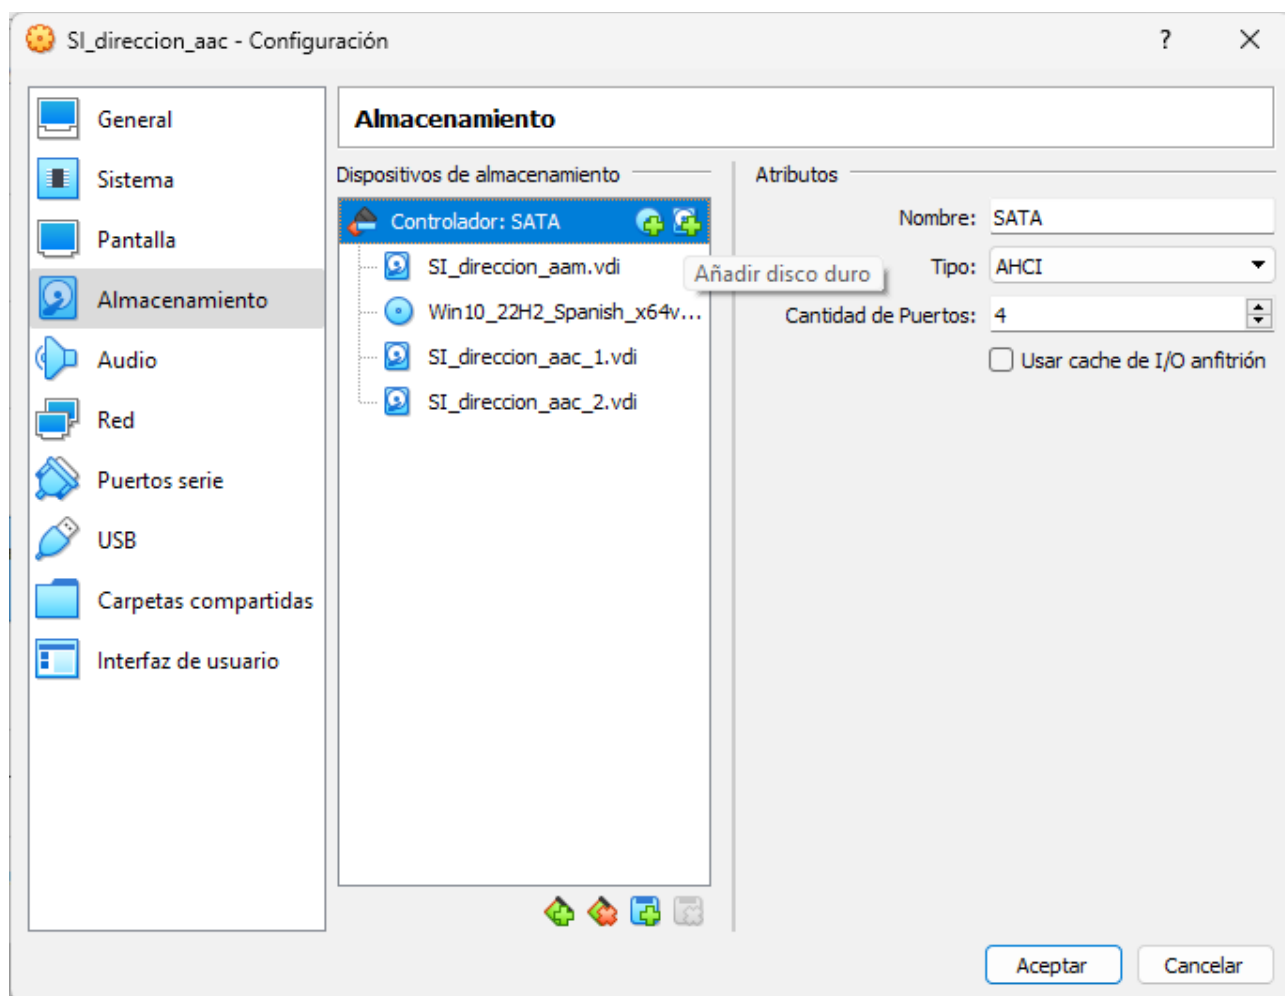 SI_direccion_aac - Configuración
?
General
Sistema
Pantalla
Almacenamiento
Audio
Red
Puertos serie
USB
Carpetas compartidas
Interfaz de usuario
Almacenamiento
Dispositivos de almacenamiento
Controlador: SATA
SI_direccion_aam.vdi
Win10_22H2_Spanish_x64v...
SI_direccion_aac_1.vdi
SI_direccion_aac_2.vdi
Añadir disco duro
Atributos
Nombre: SATA
Tipo: AHCI
Cantidad de Puertos: 4
Usar cache de I/O anfitrión
Aceptar
Cancelar